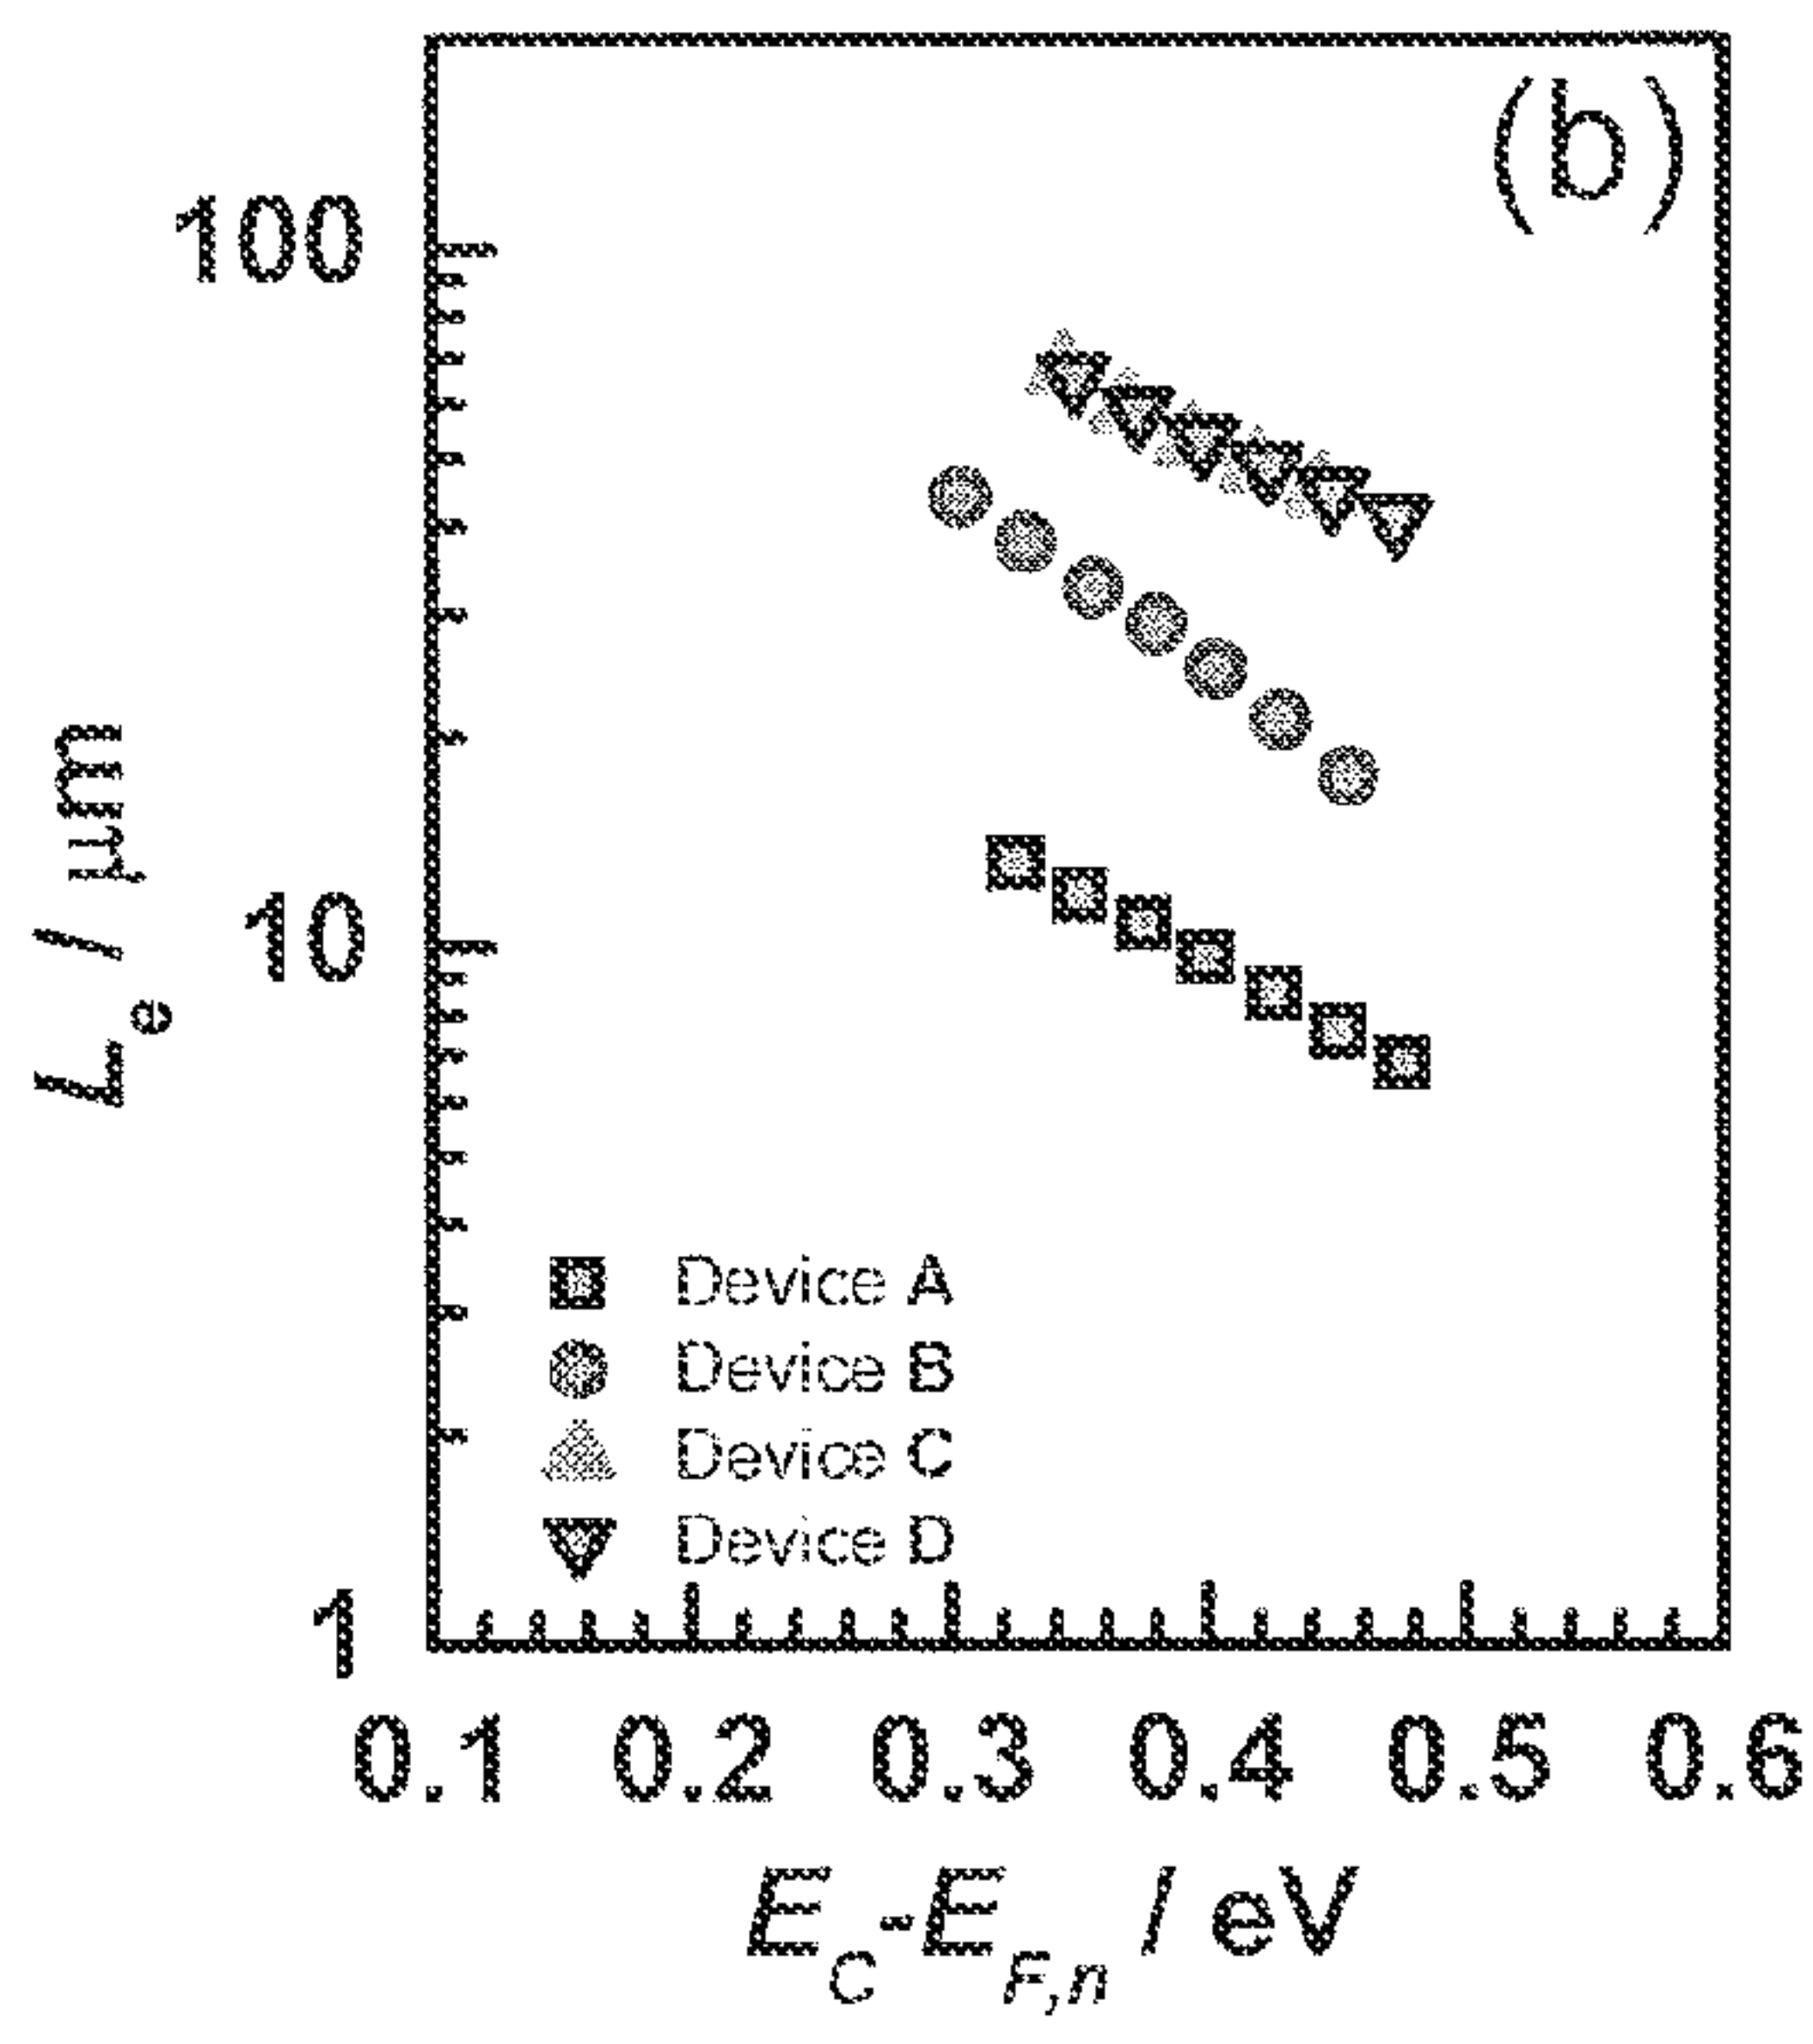 (b)
100
10
1
L_e / μm
Device A
Device B
Device C
Device D
0.1 0.2 0.3 0.4 0.5 0.6
E_C-E_F,n / eV